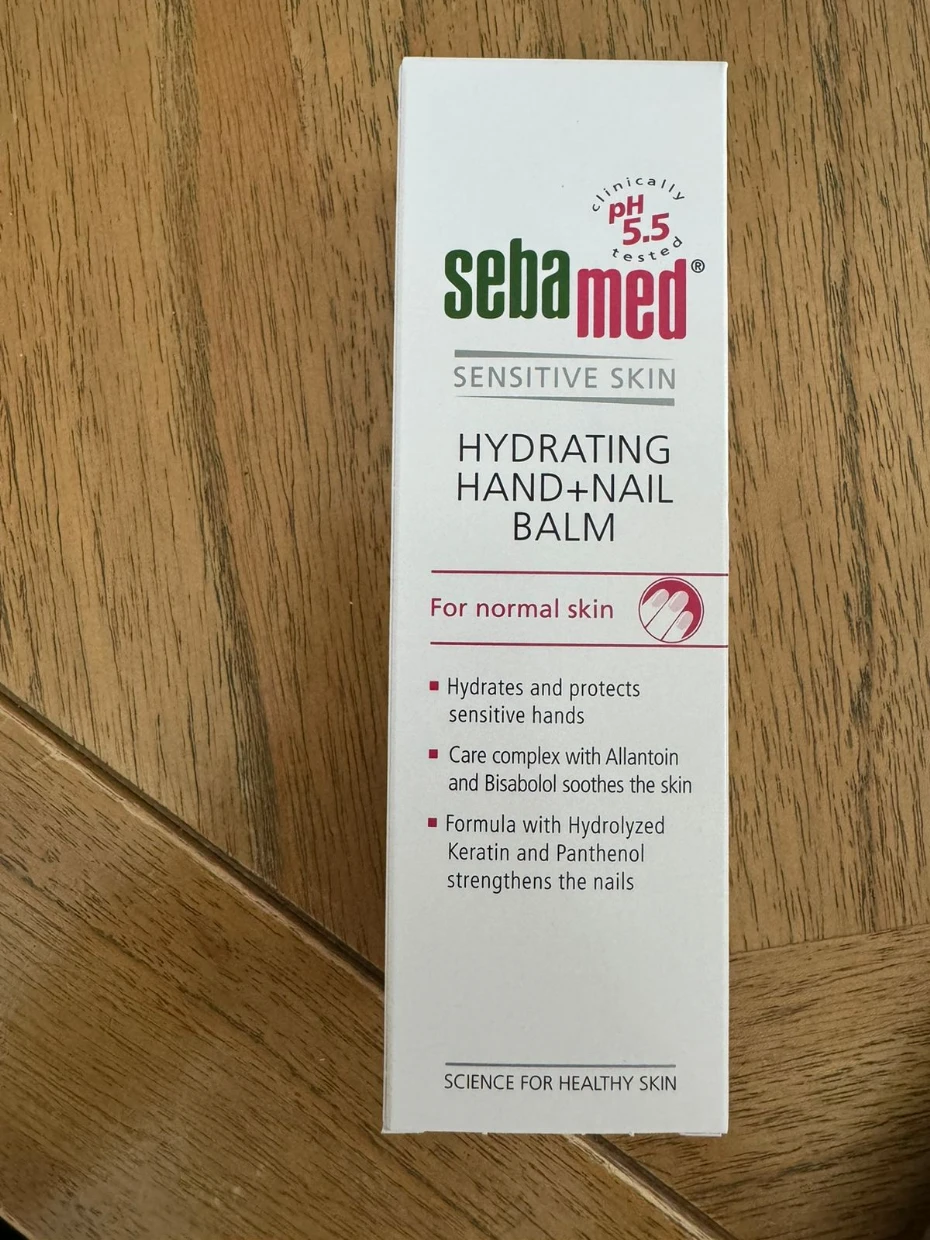 clinically
pH
5.5
tested
sebamed®
SENSITIVE SKIN
HYDRATING
HAND+NAIL
BALM
For normal skin
Hydrates and protects
sensitive hands
Care complex with Allantoin
and Bisabolol soothes the skin
Formula with Hydrolyzed
Keratin and Panthenol
strengthens the nails
SCIENCE FOR HEALTHY SKIN